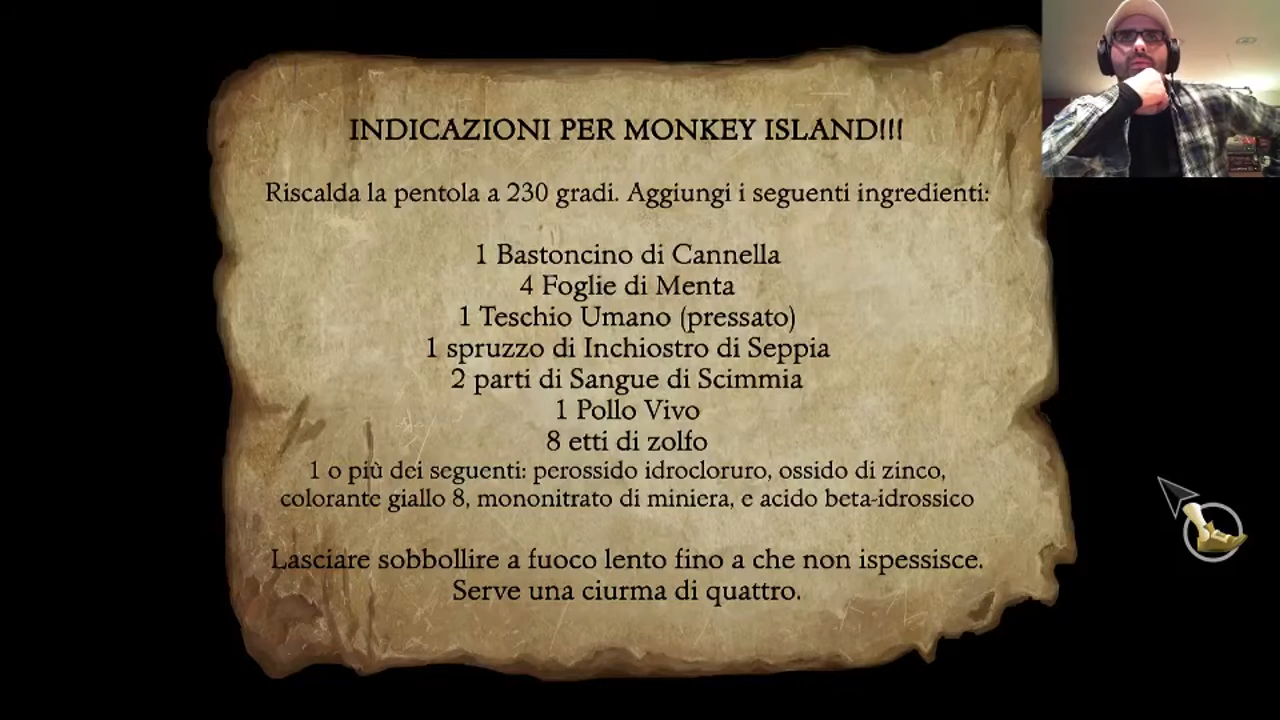 INDICAZIONI PER MONKEY ISLAND!!!
Riscalda la pentola a 230 gradi. Aggiungi i seguenti ingredienti:
1 Bastoncino di Cannella
4 Foglie di Menta
1 Teschio Umano (pressato)
1 spruzzo di Inchiostro di Seppia
2 parti di Sangue di Scimmia
1 Pollo Vivo
8 etti di zolfo
1 o più dei seguenti: perossido idrocloruro, ossido di zinco,
colorante giallo 8, mononitrato di miniera, e acido beta-idrossico
Lasciare sobbollire a fuoco lento fino a che non ispessisce.
Serve una ciurma di quattro.